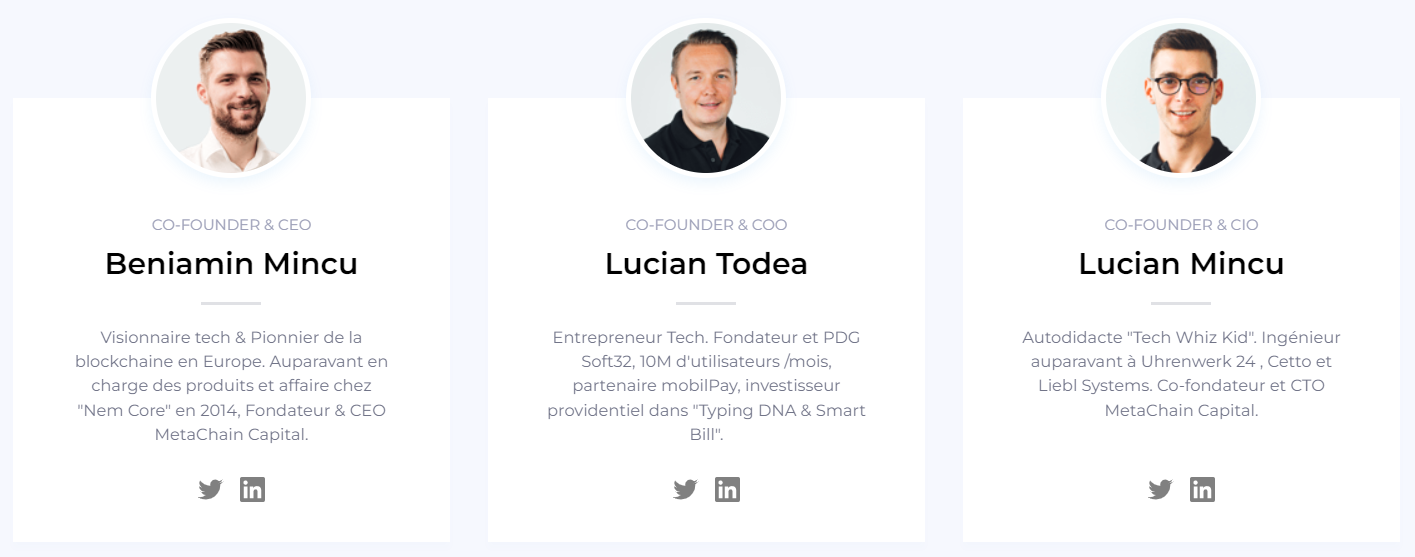 CO-FOUNDER & CEO
Beniamin Mincu
Visionnaire tech & Pionnier de la
blockchaine en Europe. Auparavant en
charge des produits et affaire chez
"Nem Core" en 2014, Fondateur & CEO
MetaChain Capital.
CO-FOUNDER & COO
Lucian Todea
Entrepreneur Tech. Fondateur et PDG
Soft32, 10M d'utilisateurs /mois,
partenaire mobilPay, investisseur
providentiel dans "Typing DNA & Smart
Bill".
CO-FOUNDER & CIO
Lucian Mincu
Autodidacte "Tech Whiz Kid". Ingénieur
auparavant à Uhrenwerk 24 , Cetto et
Liebl Systems. Co-fondateur et CTO
MetaChain Capital.